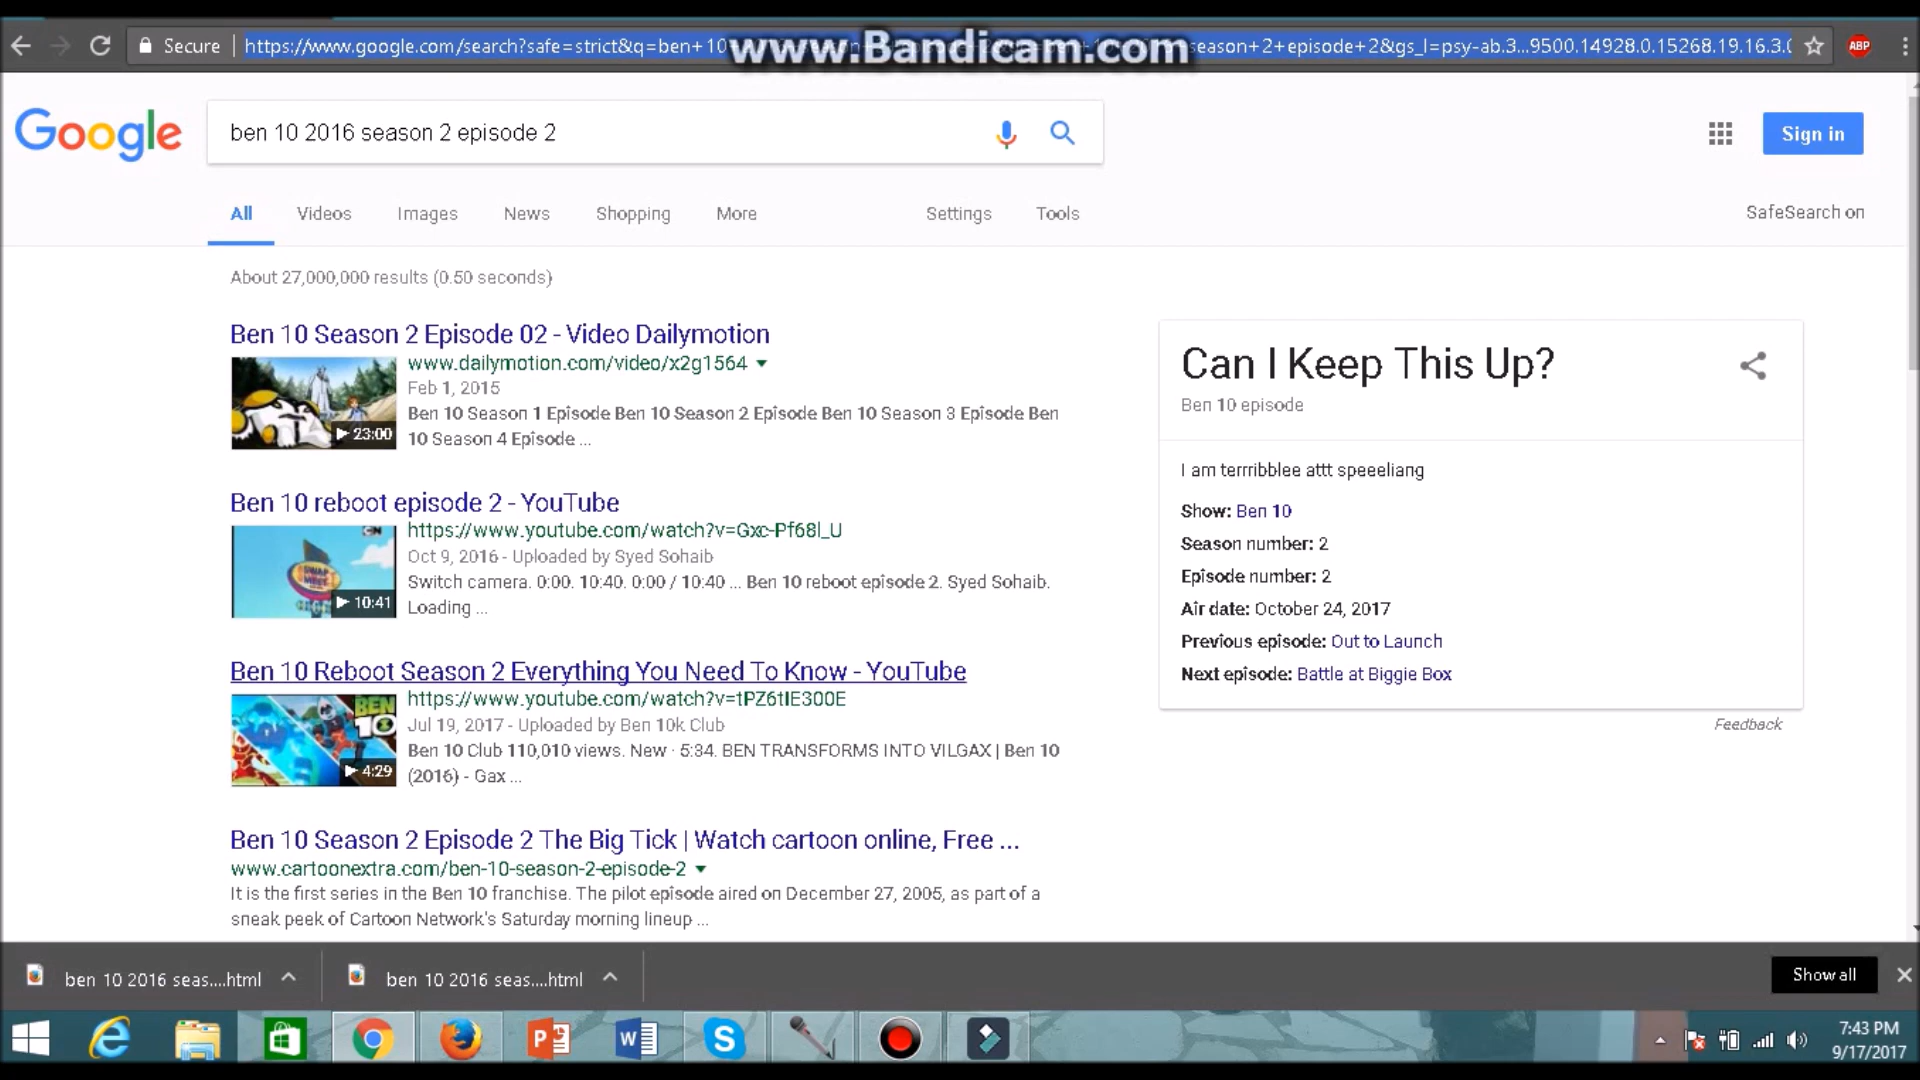 Secure | https://www.google.com/search?safe=strict&q=ben+10
www.Bandicam.com
season+2+episode+2&gs_l=psy-ab.3...9500.14928.0.15268.19.16.3.0
ABP
Google
ben 10 2016 season 2 episode 2
Sign in
All Videos Images News Shopping More Settings Tools
SafeSearch on
About 27,000,000 results (0.50 seconds)
Ben 10 Season 2 Episode 02 - Video Dailymotion
www.dailymotion.com/video/x2g1564
Feb 1, 2015
Ben 10 Season 1 Episode Ben 10 Season 2 Episode Ben 10 Season 3 Episode Ben
10 Season 4 Episode ...
23:00
Ben 10 reboot episode 2 - YouTube
https://www.youtube.com/watch?v=Gxc-Pf68l_U
Oct 9, 2016 - Uploaded by Syed Sohaib
Switch camera. 0:00. 10:40. 0:00 / 10:40 ... Ben 10 reboot episode 2. Syed Sohaib.
Loading ...
CN
SWAP
MEET
10:41
Ben 10 Reboot Season 2 Everything You Need To Know - YouTube
https://www.youtube.com/watch?v=tPZ6tIE300E
Jul 19, 2017 - Uploaded by Ben 10k Club
Ben 10 Club 110,010 views. New · 5:34. BEN TRANSFORMS INTO VILGAX | Ben 10
(2016) - Gax ...
BEN
10
4:29
Ben 10 Season 2 Episode 2 The Big Tick | Watch cartoon online, Free ...
www.cartoonextra.com/ben-10-season-2-episode-2
It is the first series in the Ben 10 franchise. The pilot episode aired on December 27, 2005, as part of a
sneak peek of Cartoon Network's Saturday morning lineup ...
Can I Keep This Up?
Ben 10 episode
I am terrribblee attt speeeliang
Show: Ben 10
Season number: 2
Episode number: 2
Air date: October 24, 2017
Previous episode: Out to Launch
Next episode: Battle at Biggie Box
Feedback
ben 10 2016 seas....html
ben 10 2016 seas....html
Show all
7:43 PM
9/17/2017